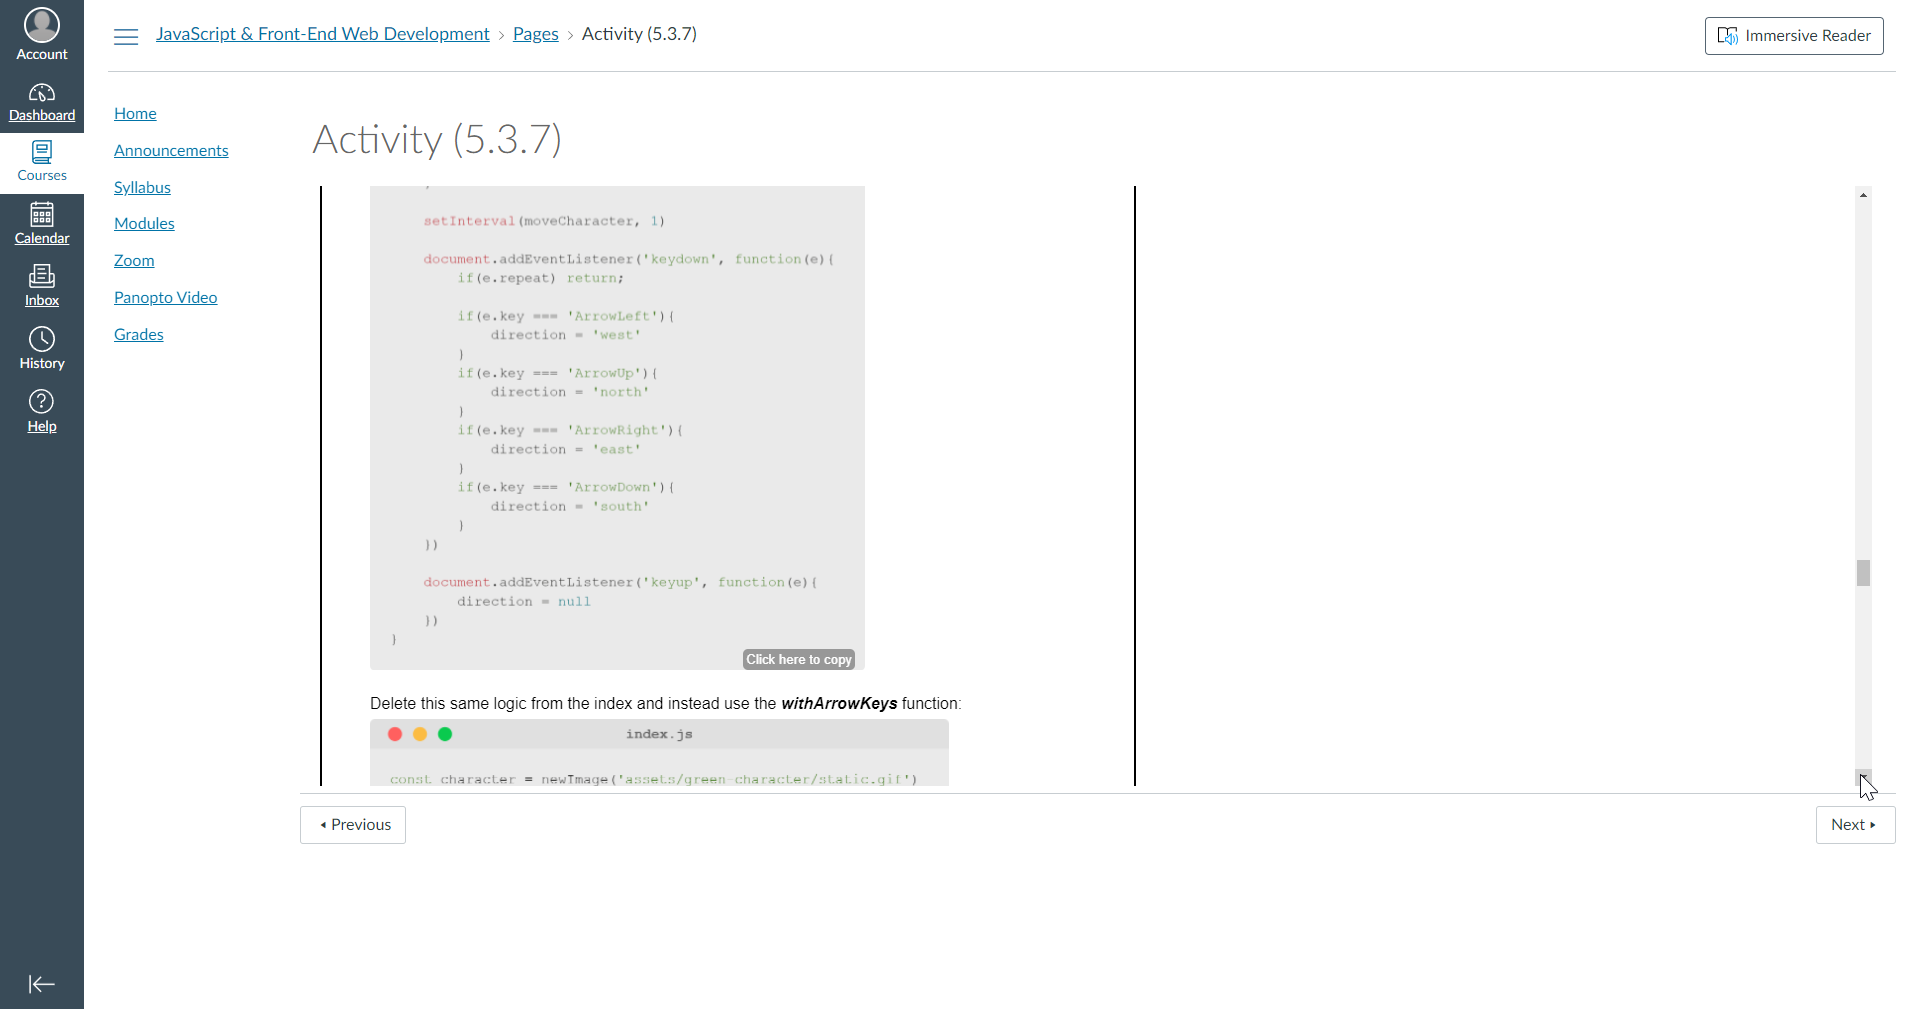 Account
Dashboard
Courses
Calendar
Inbox
History
Help
JavaScript & Front-End Web Development › Pages › Activity (5.3.7)
Immersive Reader
Home
Announcements
Syllabus
Modules
Zoom
Panopto Video
Grades
Activity (5.3.7)
setInterval(moveCharacter, 1)
document.addEventListener('keydown', function(e){
if(e.repeat) return;
if(e.key === 'ArrowLeft'){
direction = 'west'
}
if(e.key === 'ArrowUp'){
direction = 'north'
}
if(e.key === 'ArrowRight'){
direction = 'east'
}
if(e.key === 'ArrowDown'){
direction = 'south'
}
})
document.addEventListener('keyup', function(e){
direction = null
})
}
Click here to copy
Delete this same logic from the index and instead use the withArrowKeys function:
index.js
const character = newImage('assets/green-character/static.gif')
Previous
Next